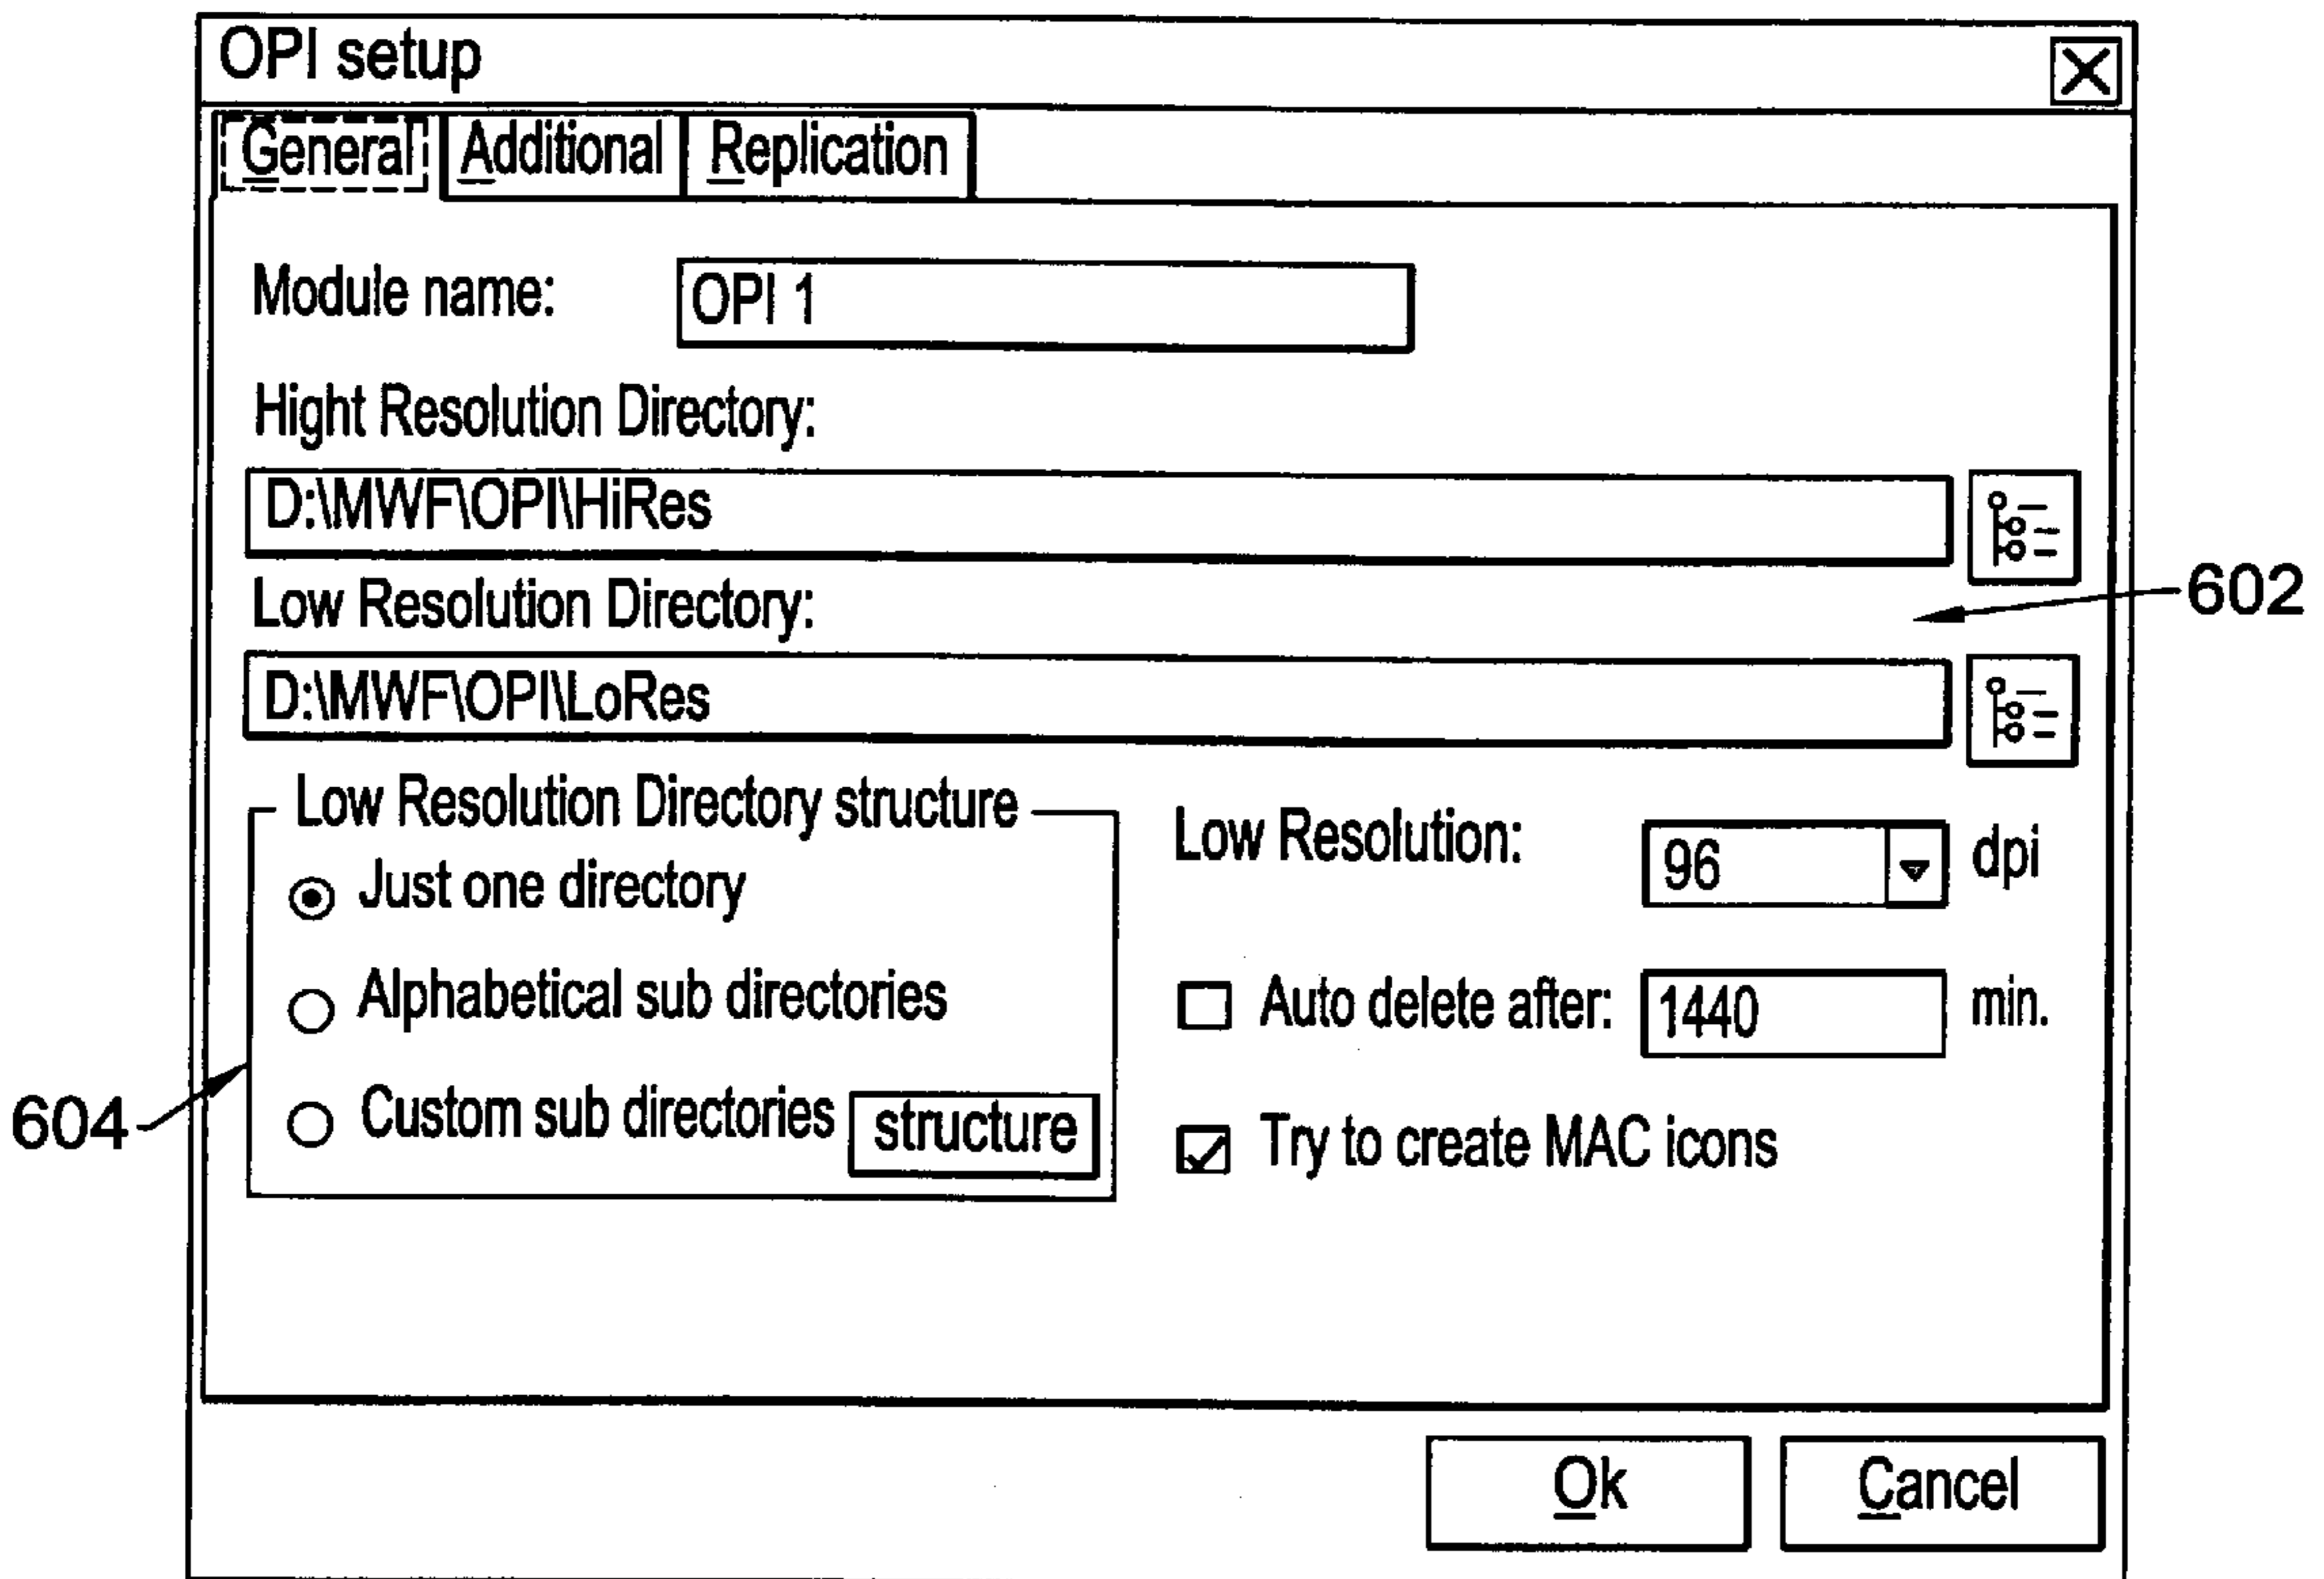 OPI setup
General Additional Replication
Module name: OPI 1
Hight Resolution Directory:
D:\MWF\OPI\HiRes
Low Resolution Directory:
602
D:\MWF\OPI\LoRes
Low Resolution Directory structure
Low Resolution: 96 dpi
Just one directory
Alphabetical sub directories
Auto delete after: 1440 min.
604
Custom sub directories structure
Try to create MAC icons
Ok Cancel